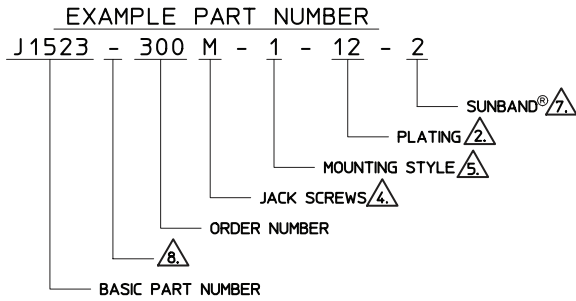 EXAMPLE PART NUMBER
J1523 - 300 M - 1 - 12 - 2
SUNBAND® 7.
PLATING 2.
MOUNTING STYLE 5.
JACK SCREWS 4.
ORDER NUMBER
8.
BASIC PART NUMBER